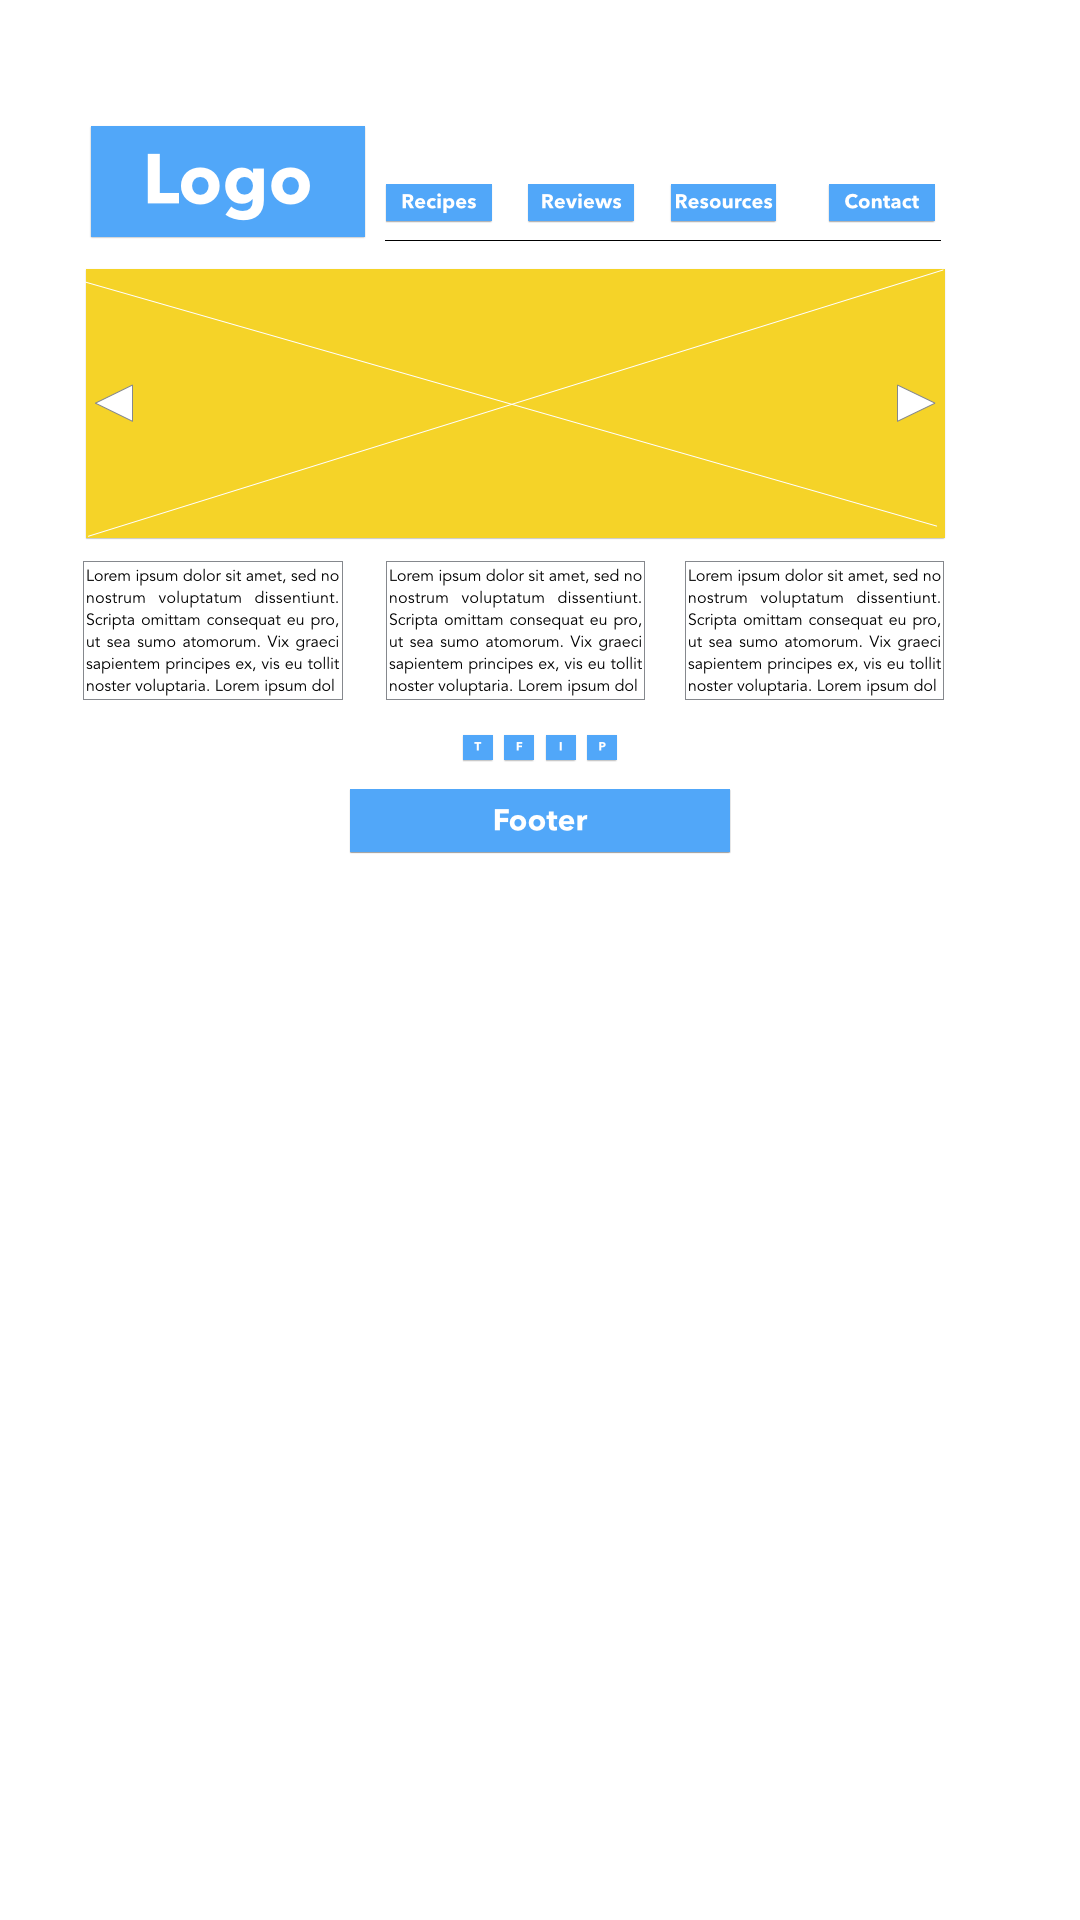 Logo
Recipes
Reviews
Resources
Contact
Lorem ipsum dolor sit amet, sed no
nostrum voluptatum dissentiunt.
Scripta omittam consequat eu pro,
ut sea sumo atomorum. Vix graeci
sapientem principes ex, vis eu tollit
noster voluptaria. Lorem ipsum dol
Lorem ipsum dolor sit amet, sed no
nostrum voluptatum dissentiunt.
Scripta omittam consequat eu pro,
ut sea sumo atomorum. Vix graeci
sapientem principes ex, vis eu tollit
noster voluptaria. Lorem ipsum dol
Lorem ipsum dolor sit amet, sed no
nostrum voluptatum dissentiunt.
Scripta omittam consequat eu pro,
ut sea sumo atomorum. Vix graeci
sapientem principes ex, vis eu tollit
noster voluptaria. Lorem ipsum dol
T
F
I
P
Footer